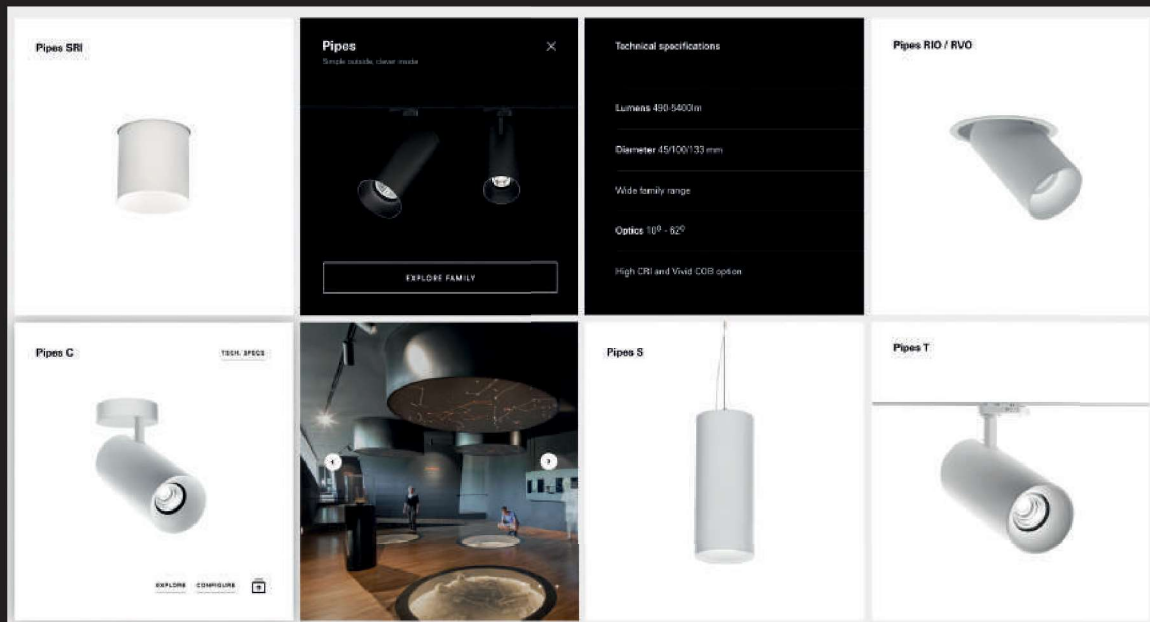 Pipes SRI
Pipes
Simple outside, clever inside
EXPLORE FAMILY
Technical specifications
Lumens 490-5400lm
Diameter 45/100/133 mm
Wide family range
Optics 10º - 62º
High CRI and Vivid COB option
Pipes RIO / RVO
Pipes C
TECH. SPECS
EXPLORE CONFIGURE
Pipes S
Pipes T